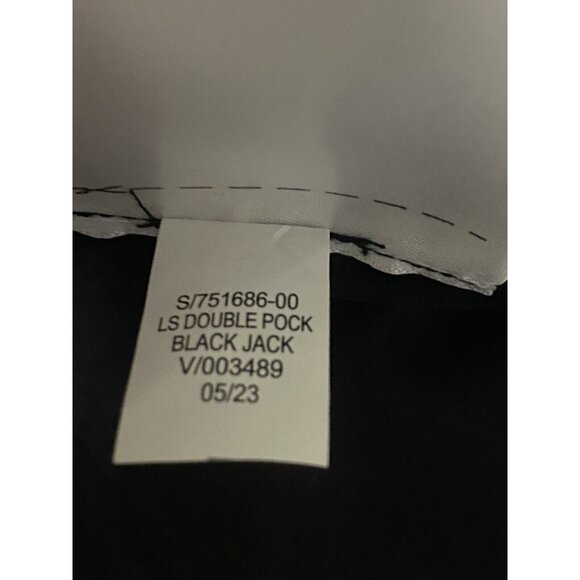 S/751686-00
LS DOUBLE POCK
BLACK JACK
V/003489
05/23